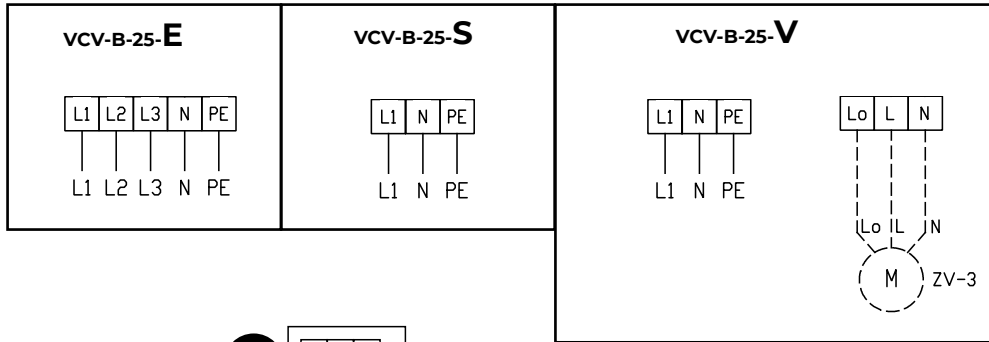 VCV-B-25-E
L1 L2 L3 N PE
L1 L2 L3 N PE
VCV-B-25-S
L1 N PE
L1 N PE
VCV-B-25-V
L1 N PE
L1 N PE
Lo L N
Lo L N
M ZV-3